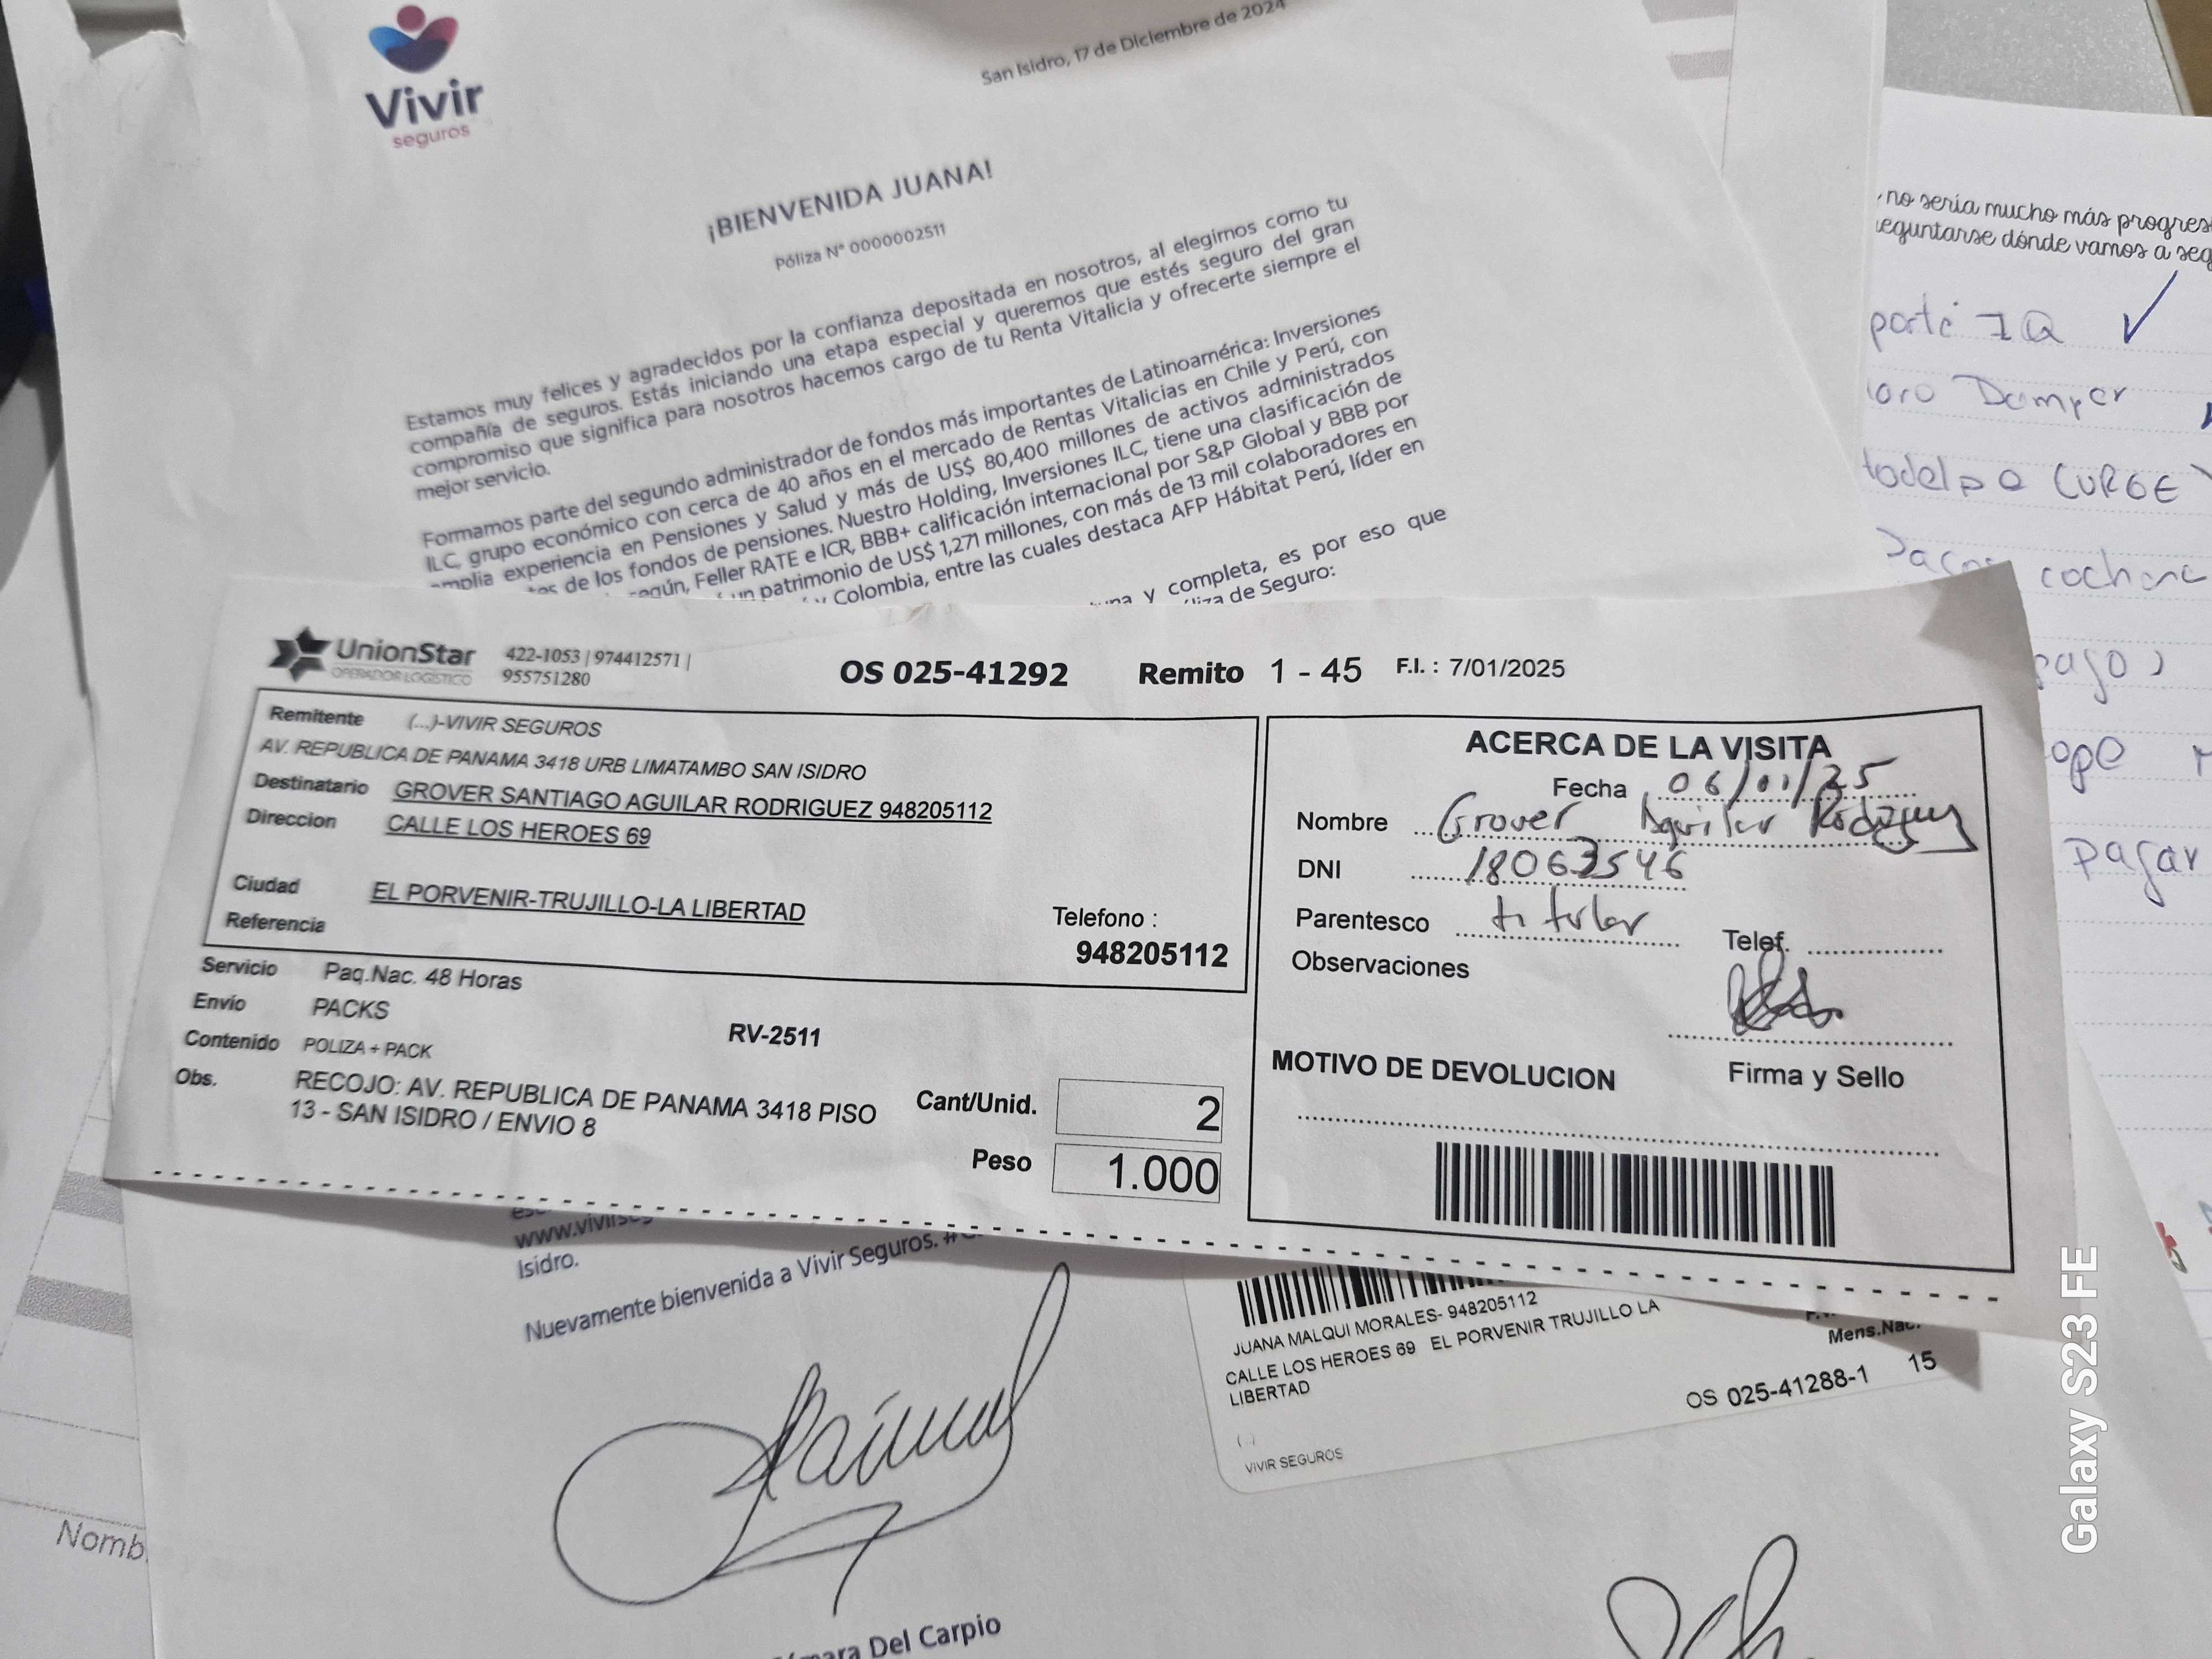 Vivir
seguros
San Isidro, 17 de Diciembre de 2024
¡BIENVENIDA JUANA!
Póliza N° 0000002511
Estamos muy felices y agradecidos por la confianza depositada en nosotros, al elegirnos como tu
compañía de seguros. Estás iniciando una etapa especial y queremos que estés seguro del gran
compromiso que significa para nosotros hacernos cargo de tu Renta Vitalicia y ofrecerte siempre el
mejor servicio.
Formamos parte del segundo administrador de fondos más importantes de Latinoamérica: Inversiones
ILC, grupo económico con cerca de 40 años en el mercado de Rentas Vitalicias en Chile y Perú, con
amplia experiencia en Pensiones y Salud y más de US$ 80,400 millones de activos administrados
de los fondos de pensiones. Nuestro Holding, Inversiones ILC, tiene una clasificación de
según, Feller RATE e ICR, BBB+ calificación internacional por S&P Global y BBB por
un patrimonio de US$ 1,271 millones, con más de 13 mil colaboradores en
y Colombia, entre las cuales destaca AFP Hábitat Perú, líder en
y completa, es por eso que
de Seguro:
no sería mucho más
dónde vamos a
parte
Damper
cochera
pagar
UnionStar
OPERADOR LOGÍSTICO
422-1053 | 974412571 |
955751280
OS 025-41292
Remito 1 - 45
F.I. : 7/01/2025
Remitente (...)-VIVIR SEGUROS
AV. REPUBLICA DE PANAMA 3418 URB LIMATAMBO SAN ISIDRO
Destinatario GROVER SANTIAGO AGUILAR RODRIGUEZ 948205112
Direccion CALLE LOS HEROES 69
Ciudad EL PORVENIR-TRUJILLO-LA LIBERTAD
Referencia
Telefono :
948205112
Servicio Paq.Nac. 48 Horas
Envío PACKS
RV-2511
Contenido POLIZA + PACK
Obs. RECOJO: AV. REPUBLICA DE PANAMA 3418 PISO
13 - SAN ISIDRO / ENVIO 8
Cant/Unid. 2
Peso 1.000
ACERCA DE LA VISITA
Fecha 06/01/25
Nombre Grover Aguilar Rodriguez
DNI 18063546
Parentesco titular
Telef.
Observaciones
Firma y Sello
MOTIVO DE DEVOLUCION
Isidro.
Nuevamente bienvenida a Vivir Seguros.
Del Carpio
JUANA MALQUI MORALES- 948205112
CALLE LOS HEROES 69 EL PORVENIR TRUJILLO LA
LIBERTAD
Mens.Nac.
OS 025-41288-1 15
VIVIR SEGUROS
Galaxy S23 FE